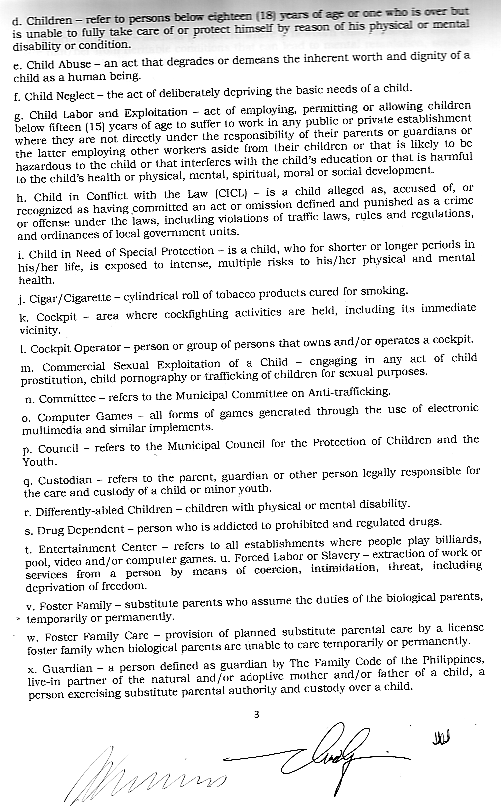 d. Children – refer to persons below eighteen (18) years of age or one who is over but
is unable to fully take care of or protect himself by reason of his physical or mental
disability or condition.
e. Child Abuse – an act that degrades or demeans the inherent worth and dignity of a
child as a human being.
f. Child Neglect – the act of deliberately depriving the basic needs of a child.
g. Child Labor and Exploitation – act of employing, permitting or allowing children
below fifteen (15) years of age to suffer to work in any public or private establishment
where they are not directly under the responsibility of their parents or guardians or
the latter employing other workers aside from their children or that is likely to be
hazardous to the child or that interferes with the child's education or that is harmful
to the child's health or physical, mental, spiritual, moral or social development.
h. Child in Conflict with the Law (CICL) – is a child alleged as, accused of, or
recognized as having committed an act or omission defined and punished as a crime
or offense under the laws, including violations of traffic laws, rules and regulations,
and ordinances of local government units.
i. Child in Need of Special Protection – is a child, who for shorter or longer periods in
his/her life, is exposed to intense, multiple risks to his/her physical and mental
health.
j. Cigar/Cigarette – cylindrical roll of tobacco products cured for smoking.
k. Cockpit – area where cockfighting activities are held, including its immediate
vicinity.
l. Cockpit Operator – person or group of persons that owns and/or operates a cockpit.
m. Commercial Sexual Exploitation of a Child – engaging in any act of child
prostitution, child pornography or trafficking of children for sexual purposes.
n. Committee – refers to the Municipal Committee on Anti-trafficking.
o. Computer Games – all forms of games generated through the use of electronic
multimedia and similar implements.
p. Council – refers to the Municipal Council for the Protection of Children and the
Youth.
q. Custodian – refers to the parent, guardian or other person legally responsible for
the care and custody of a child or minor youth.
r. Differently-abled Children – children with physical or mental disability.
s. Drug Dependent – person who is addicted to prohibited and regulated drugs.
t. Entertainment Center – refers to all establishments where people play billiards,
pool, video and/or computer games. u. Forced Labor or Slavery – extraction of work or
services from a person by means of coercion, intimidation, threat, including
deprivation of freedom.
v. Foster Family – substitute parents who assume the duties of the biological parents,
temporarily or permanently.
w. Foster Family Care – provision of planned substitute parental care by a license
foster family when biological parents are unable to care temporarily or permanently.
x. Guardian – a person defined as guardian by The Family Code of the Philippines,
live-in partner of the natural and/or adoptive mother and/or father of a child, a
person exercising substitute parental authority and custody over a child.
3